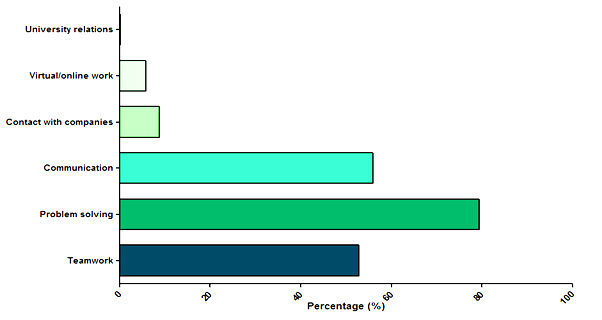 University relations
Virtual/online work
Contact with companies
Communication
Problem solving
Teamwork
0 20 40 60 80 100
Percentage (%)